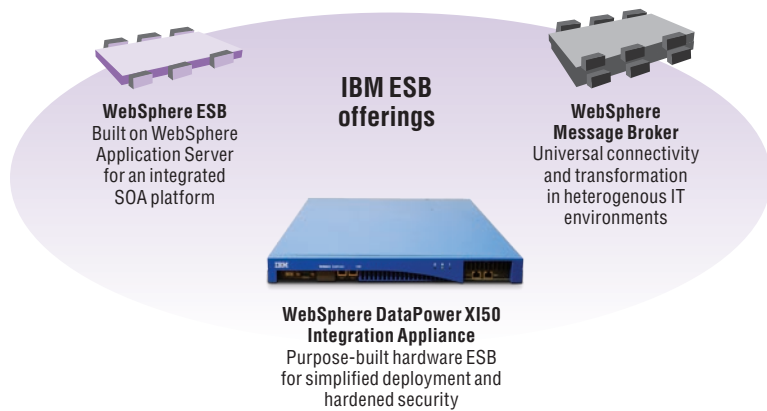 IBM ESB
offerings
WebSphere ESB
Built on WebSphere
Application Server
for an integrated
SOA platform
WebSphere
Message Broker
Universal connectivity
and transformation
in heterogenous IT
environments
IBM
WebSphere DataPower XI50
Integration Appliance
Purpose-built hardware ESB
for simplified deployment and
hardened security